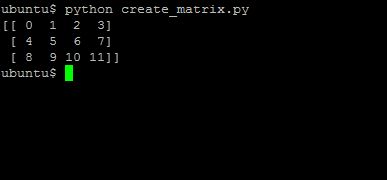 ubuntu$ python create_matrix.py
[[ 0  1  2  3]
 [ 4  5  6  7]
 [ 8  9 10 11]]
ubuntu$